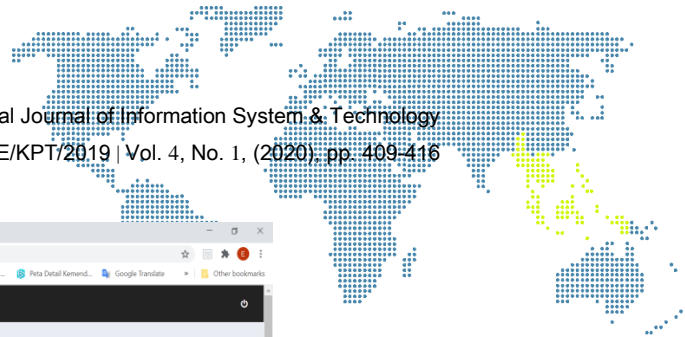 al Journal of Information System & Technology
E/KPT/2019 | Vol. 4, No. 1, (2020), pp. 409-416
E
... Peta Detail Kemend... Google Translate » Other bookmarks